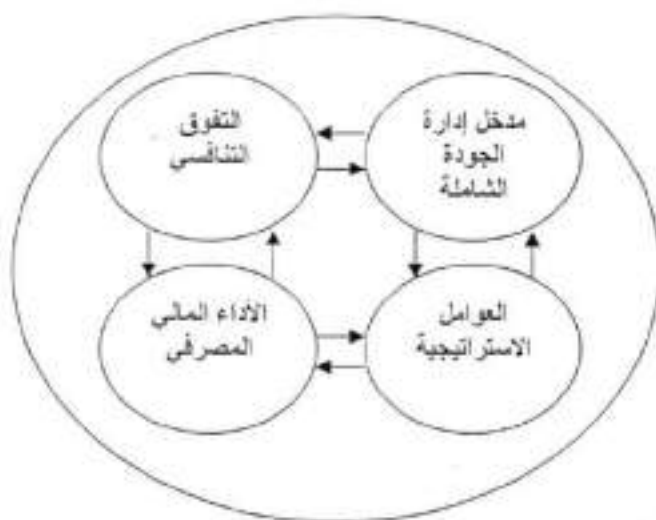 مدخل إدارة
الجودة
الشاملة
التفوق
التنافسي
العوامل
الاستراتيجية
الأداء المالي
المصرفي